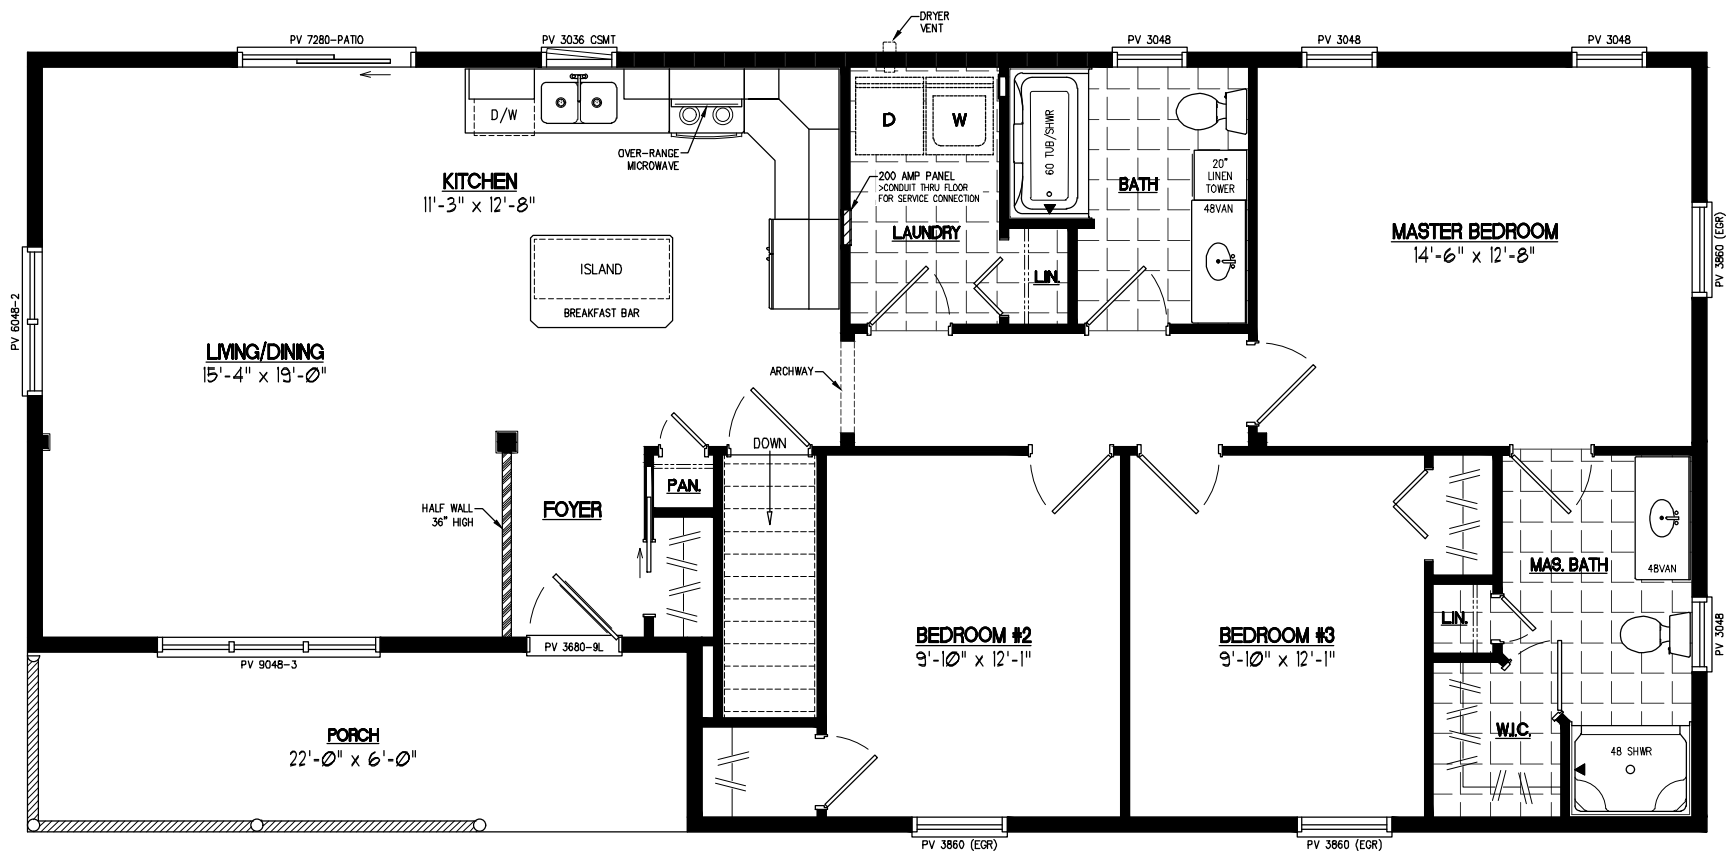 DRYER
VENT
PV 7280-PATIO
PV 3036 CSMT
PV 3048
PV 3048
PV 3048
D/W
D
W
60 TUB/SHWR
OVER-RANGE
MICROWAVE
KITCHEN
11'-3" x 12'-8"
200 AMP PANEL
>CONDUIT THRU FLOOR
FOR SERVICE CONNECTION
BATH
20"
LINEN
TOWER
48VAN
LAUNDRY
MASTER BEDROOM
14'-6" x 12'-8"
PV 3860 (EGR)
ISLAND
BREAKFAST BAR
LIN.
PV 6048-2
LIVING/DINING
15'-4" x 19'-0"
ARCHWAY
DOWN
PAN.
HALF WALL
36" HIGH
FOYER
MAS. BATH
48VAN
LIN.
BEDROOM #2
9'-10" x 12'-1"
BEDROOM #3
9'-10" x 12'-1"
PV 3048
PV 3680-9L
PV 9048-3
PORCH
22'-0" x 6'-0"
W.I.C.
48 SHWR
PV 3860 (EGR)
PV 3860 (EGR)